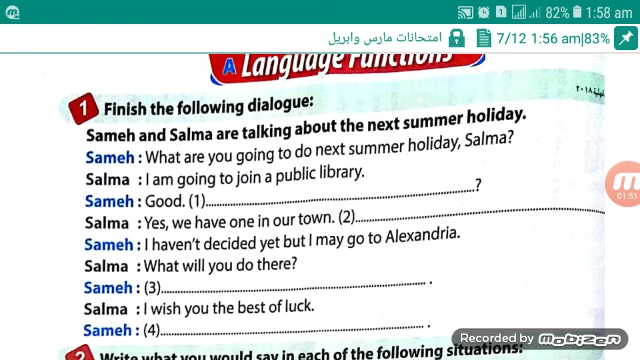 82% 1:58 am
امتحانات مارس وابريل 7/12 1:56 am|83%
A Language Functions
٢٠١٨
1 Finish the following dialogue:
Sameh and Salma are talking about the next summer holiday.
Sameh : What are you going to do next summer holiday, Salma?
Salma : I am going to join a public library.
Sameh : Good. (1)..............................?
Salma : Yes, we have one in our town. (2)..............................
Sameh : I haven't decided yet but I may go to Alexandria.
Salma : What will you do there?
Sameh : (3)..............................
Salma : I wish you the best of luck.
Sameh : (4)..............................
2 Write what you would say in each of the following situations:
01:51
Recorded by Mobizen